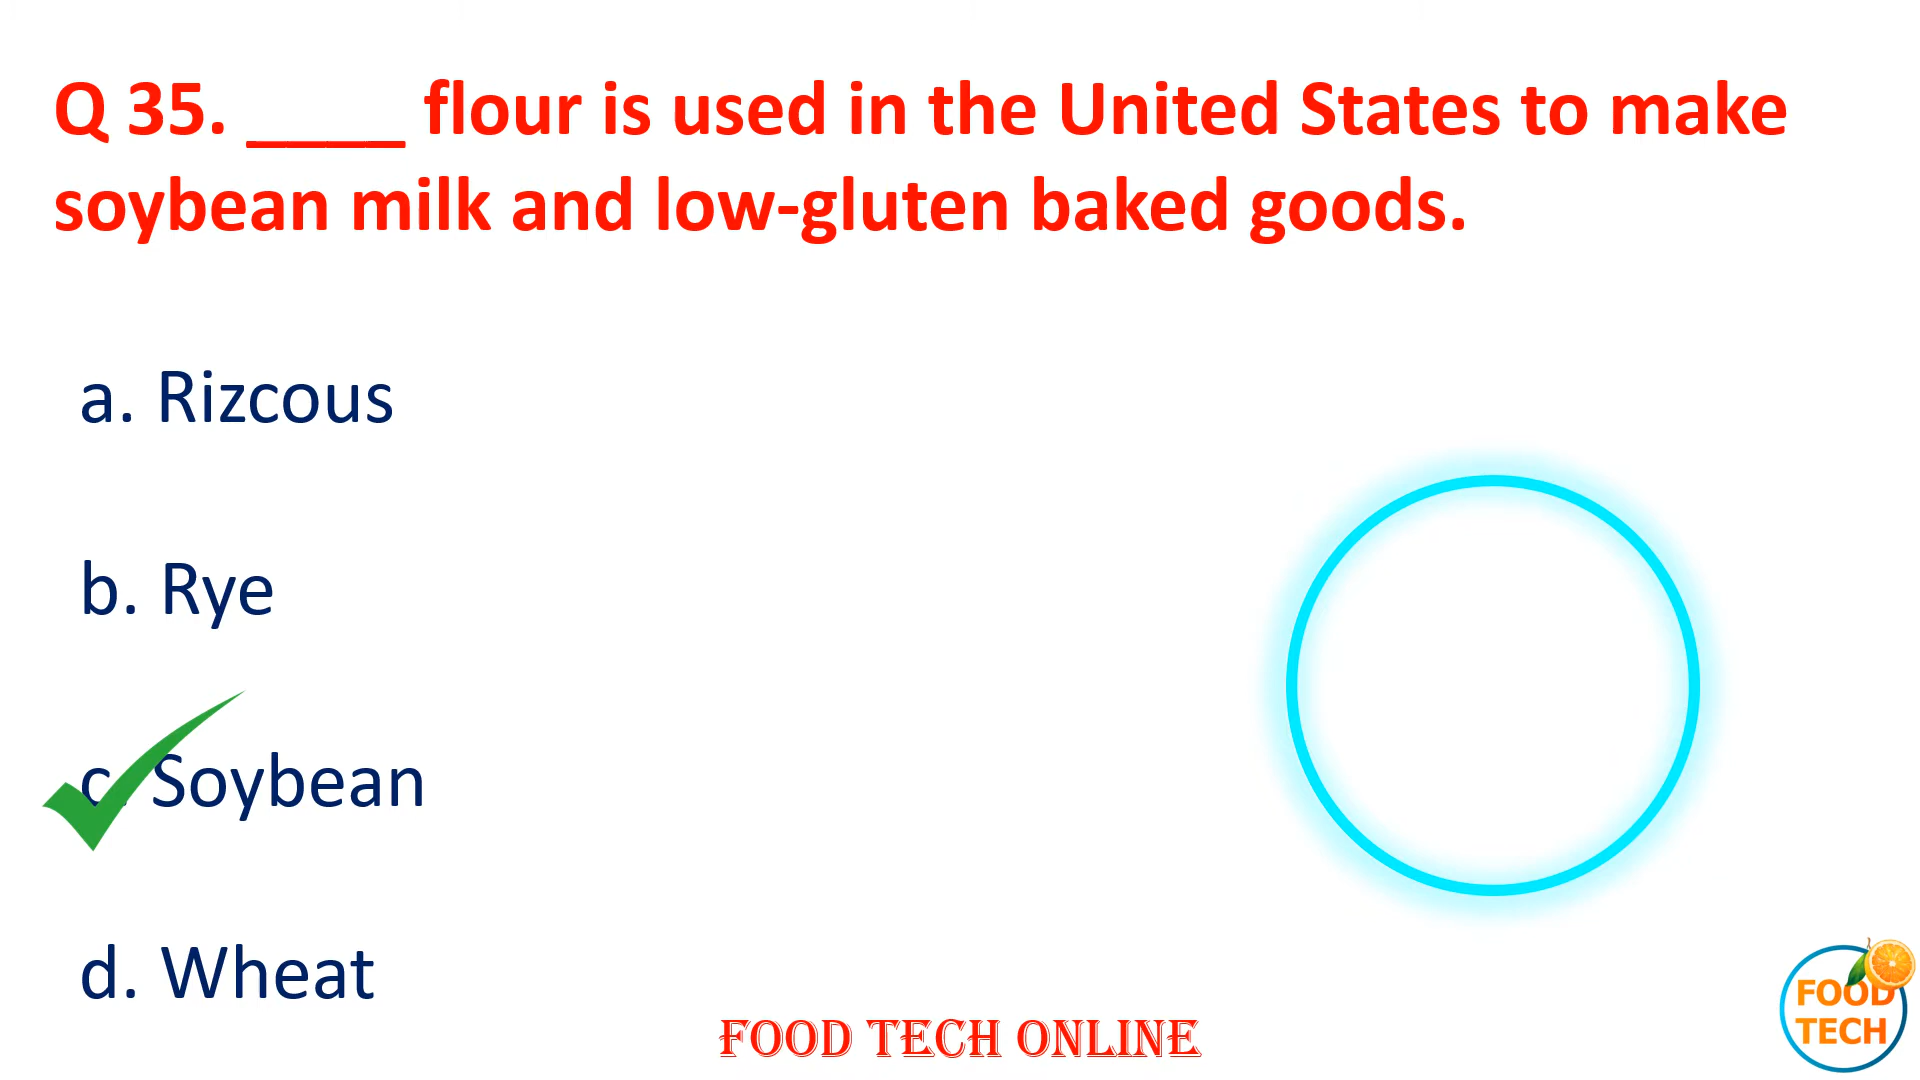 Q 35. ____ flour is used in the United States to make
soybean milk and low-gluten baked goods.
a. Rizcous
b. Rye
c. Soybean
d. Wheat
FOOD TECH ONLINE
FOOD
TECH